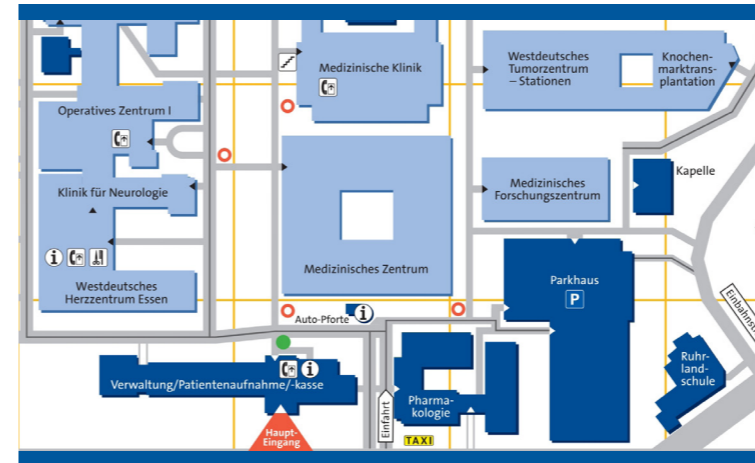 Medizinische Klinik
Westdeutsches
Tumorzentrum
– Stationen
Knochen-
marktrans-
plantation
Operatives Zentrum I
Klinik für Neurologie
Medizinisches
Forschungszentrum
Kapelle
i
Westdeutsches
Herzzentrum Essen
Medizinisches Zentrum
Parkhaus
P
Auto-Pforte
i
Einbahnst
i
Verwaltung/Patientenaufnahme/-kasse
Haupt-
Eingang
Einfahrt
Pharma-
kologie
TAXI
Ruhr-
land-
schule